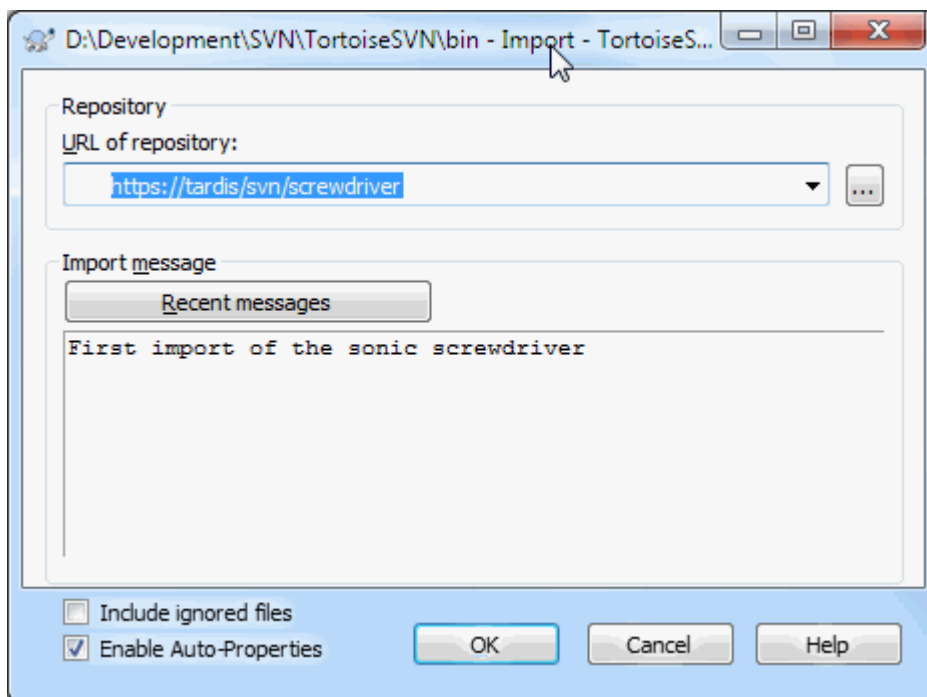 D:\Development\SVN\TortoiseSVN\bin - Import - TortoiseS...
Repository
URL of repository:
https://tardis/svn/screwdriver
...
Import message
Recent messages
First import of the sonic screwdriver
Include ignored files
Enable Auto-Properties
OK Cancel Help